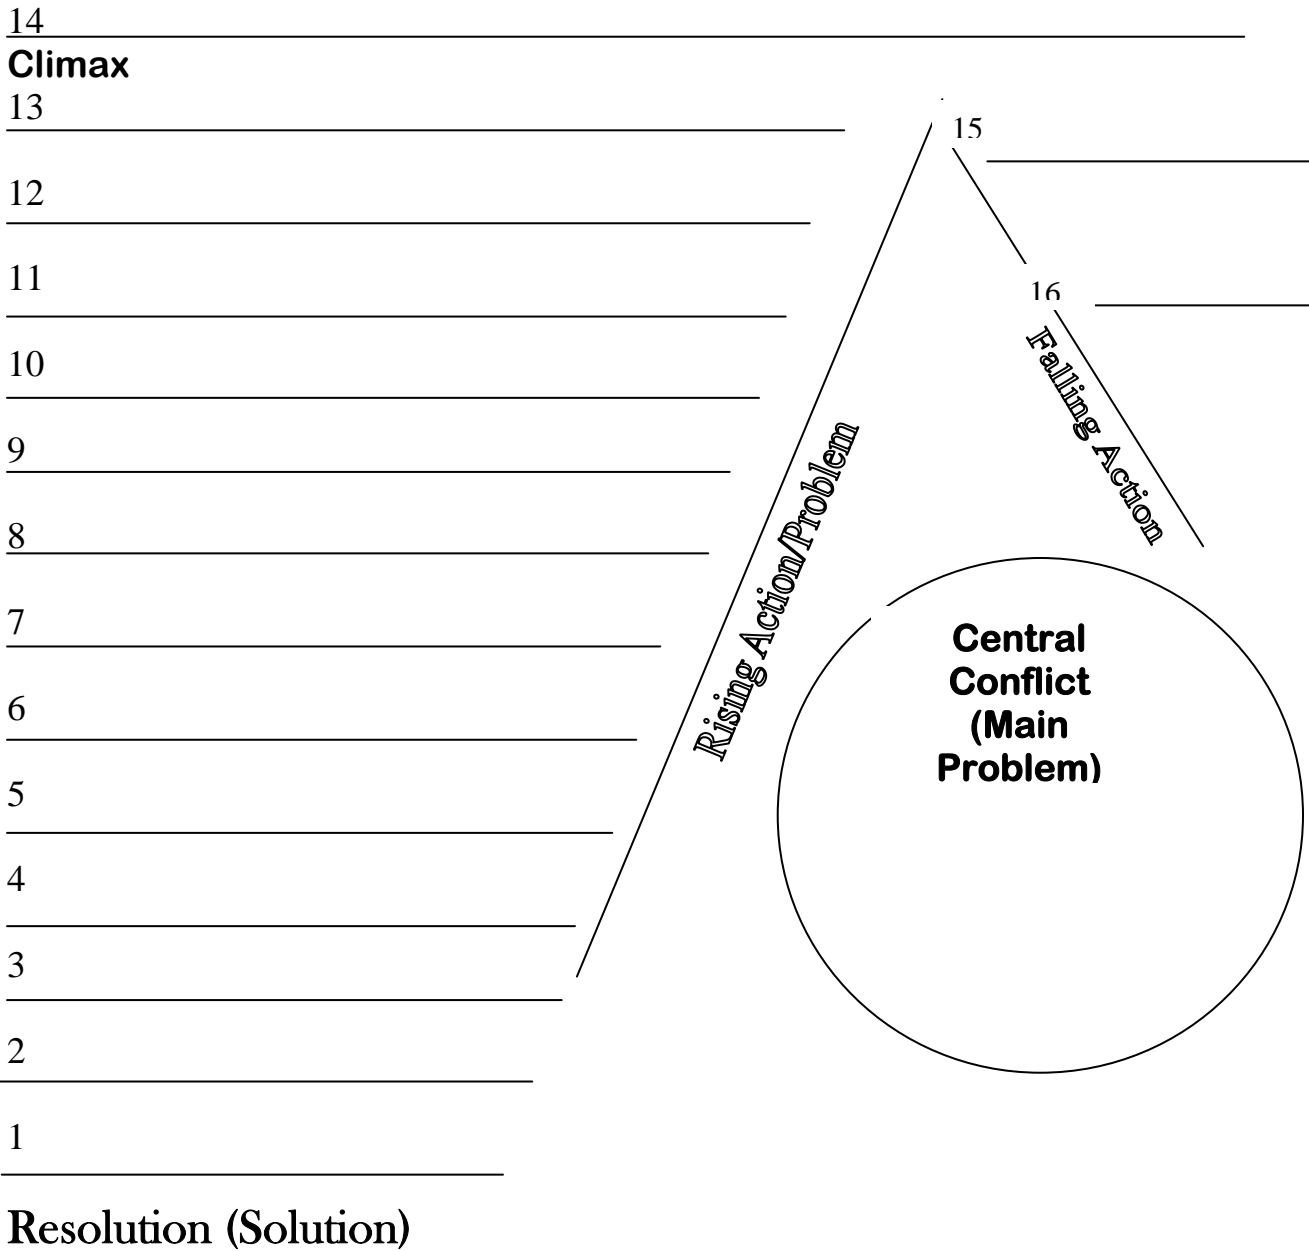 14
Climax
13
15
12
11
16
10
Falling Action
9
Rising Action/Problem
8
7
Central
Conflict
(Main
Problem)
6
5
4
3
2
1
Resolution (Solution)